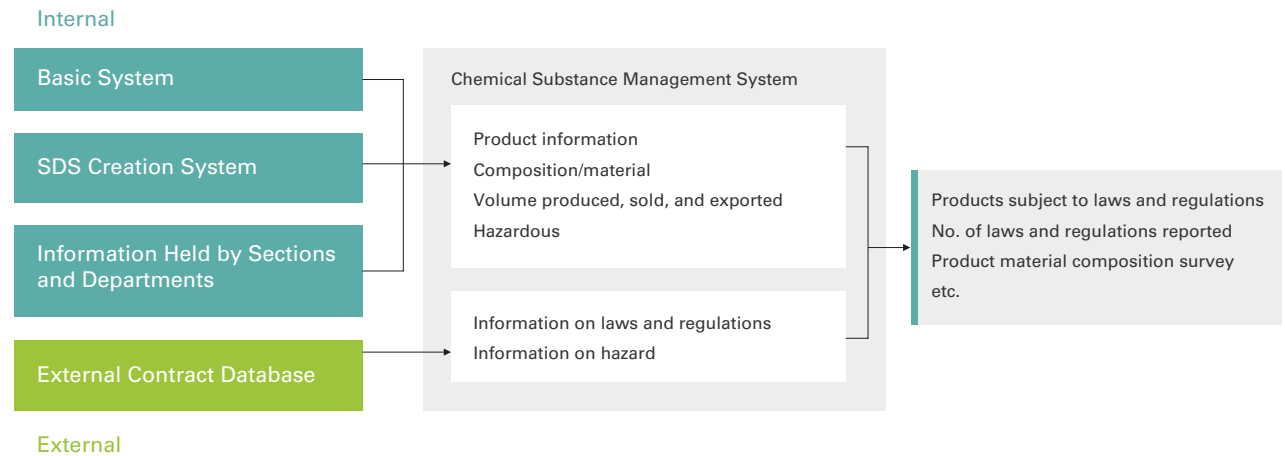 Internal
Basic System
SDS Creation System
Information Held by Sections
and Departments
External Contract Database
External
Chemical Substance Management System
Product information
Composition/material
Volume produced, sold, and exported
Hazardous
Information on laws and regulations
Information on hazard
Products subject to laws and regulations
No. of laws and regulations reported
Product material composition survey
etc.